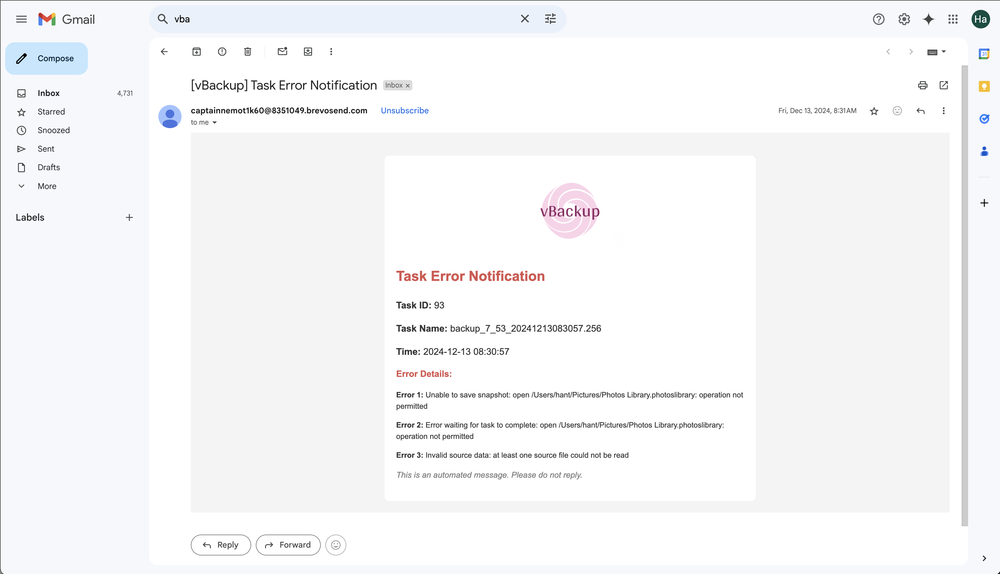 Gmail
vba
Ha
Compose
Inbox 4,731
Starred
Snoozed
Sent
Drafts
More
Labels
[vBackup] Task Error Notification Inbox
captainnemot1k60@8351049.brevosend.com Unsubscribe Fri, Dec 13, 2024, 8:31AM
to me
31
vBackup
Task Error Notification
Task ID: 93
Task Name: backup_7_53_20241213083057.256
Time: 2024-12-13 08:30:57
Error Details:
Error 1: Unable to save snapshot: open /Users/hant/Pictures/Photos Library.photoslibrary: operation not
permitted
Error 2: Error waiting for task to complete: open /Users/hant/Pictures/Photos Library.photoslibrary:
operation not permitted
Error 3: Invalid source data: at least one source file could not be read
This is an automated message. Please do not reply.
Reply Forward